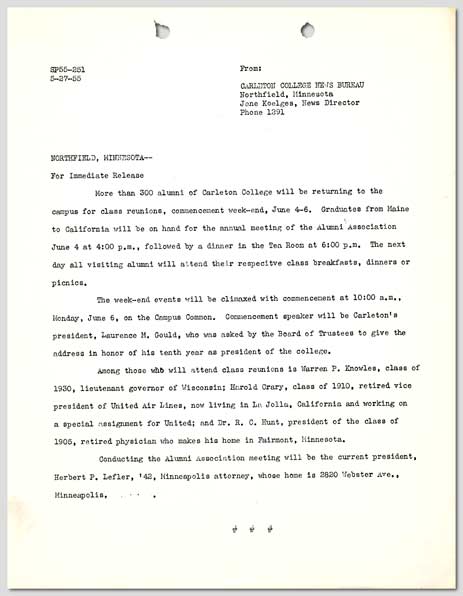 SP55-251
5-27-55
From:
CARLETON COLLEGE NEWS BUREAU
Northfield, Minnesota
Jane Koelges, News Director
Phone 1391
NORTHFIELD, MINNESOTA--
For Immediate Release
More than 300 alumni of Carleton College will be returning to the
campus for class reunions, commencement week-end, June 4-6. Graduates from Maine
to California will be on hand for the annual meeting of the Alumni Association
June 4 at 4:00 p.m., followed by a dinner in the Tea Room at 6:00 p.m. The next
day all visiting alumni will attend their respecitve class breakfasts, dinners or
picnics.
The week-end events will be climaxed with commencement at 10:00 a.m.,
Monday, June 6, on the Campus Common. Commencement speaker will be Carleton's
president, Laurence M. Gould, who was asked by the Board of Trustees to give the
address in honor of his tenth year as president of the college.
Among those who will attend class reunions is Warren P. Knowles, class of
1930, lieutenant governor of Wisconsin; Harold Crary, class of 1910, retired vice
president of United Air Lines, now living in La Jolla, California and working on
a special assignment for United; and Dr. R. C. Hunt, president of the class of
1905, retired physician who makes his home in Fairmont, Minnesota.
Conducting the Alumni Association meeting will be the current president,
Herbert P. Lefler, '42, Minneapolis attorney, whose home is 2820 Webster Ave.,
Minneapolis.
# # #